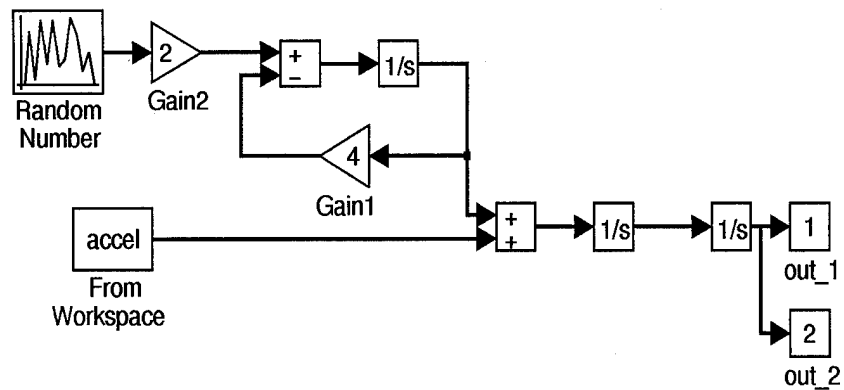 2
+
−
1/s
Random
Number
Gain2
4
Gain1
accel
From
Workspace
+
+
1/s
1/s
1
out_1
2
out_2